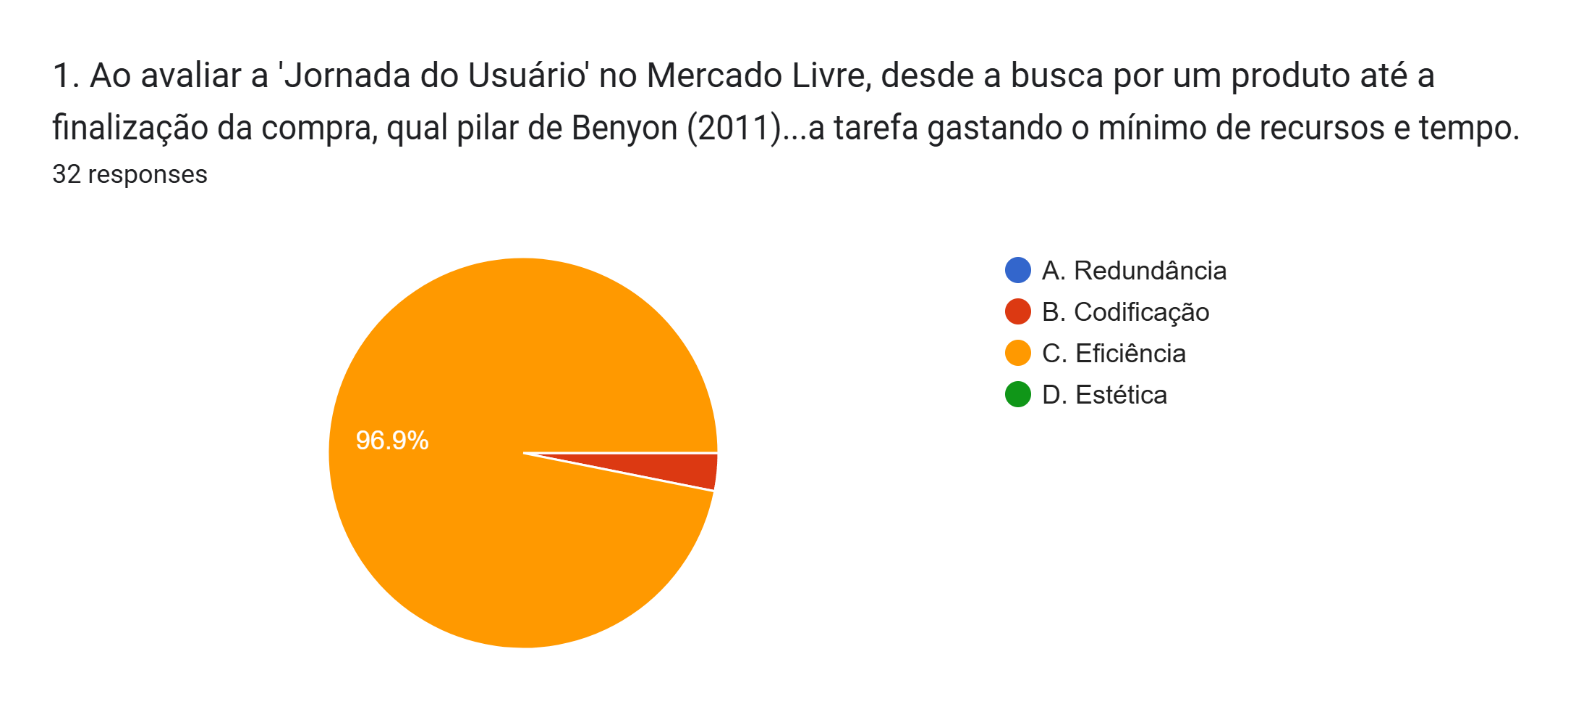 1. Ao avaliar a 'Jornada do Usuário' no Mercado Livre, desde a busca por um produto até a
finalização da compra, qual pilar de Benyon (2011)...a tarefa gastando o mínimo de recursos e tempo.
32 responses
A. Redundância
B. Codificação
C. Eficiência
D. Estética
96.9%